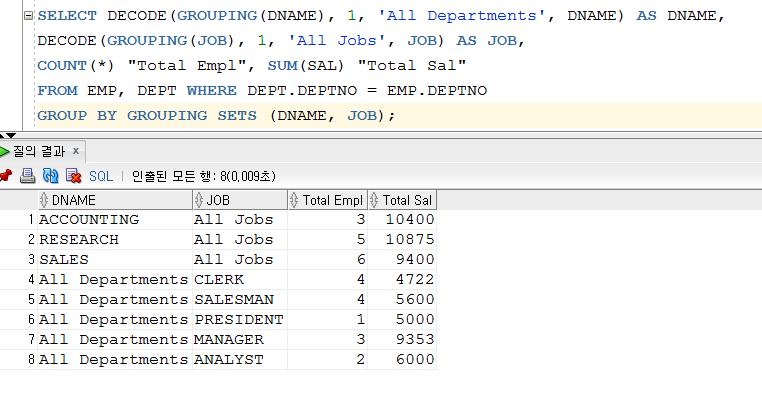 SELECT DECODE(GROUPING(DNAME), 1, 'All Departments', DNAME) AS DNAME,
DECODE(GROUPING(JOB), 1, 'All Jobs', JOB) AS JOB,
COUNT(*) "Total Empl", SUM(SAL) "Total Sal"
FROM EMP, DEPT WHERE DEPT.DEPTNO = EMP.DEPTNO
GROUP BY GROUPING SETS (DNAME, JOB);
질의 결과 x
SQL | 인출된 모든 행: 8(0,009초)
DNAME JOB Total Empl Total Sal
1 ACCOUNTING All Jobs 3 10400
2 RESEARCH All Jobs 5 10875
3 SALES All Jobs 6 9400
4 All Departments CLERK 4 4722
5 All Departments SALESMAN 4 5600
6 All Departments PRESIDENT 1 5000
7 All Departments MANAGER 3 9353
8 All Departments ANALYST 2 6000